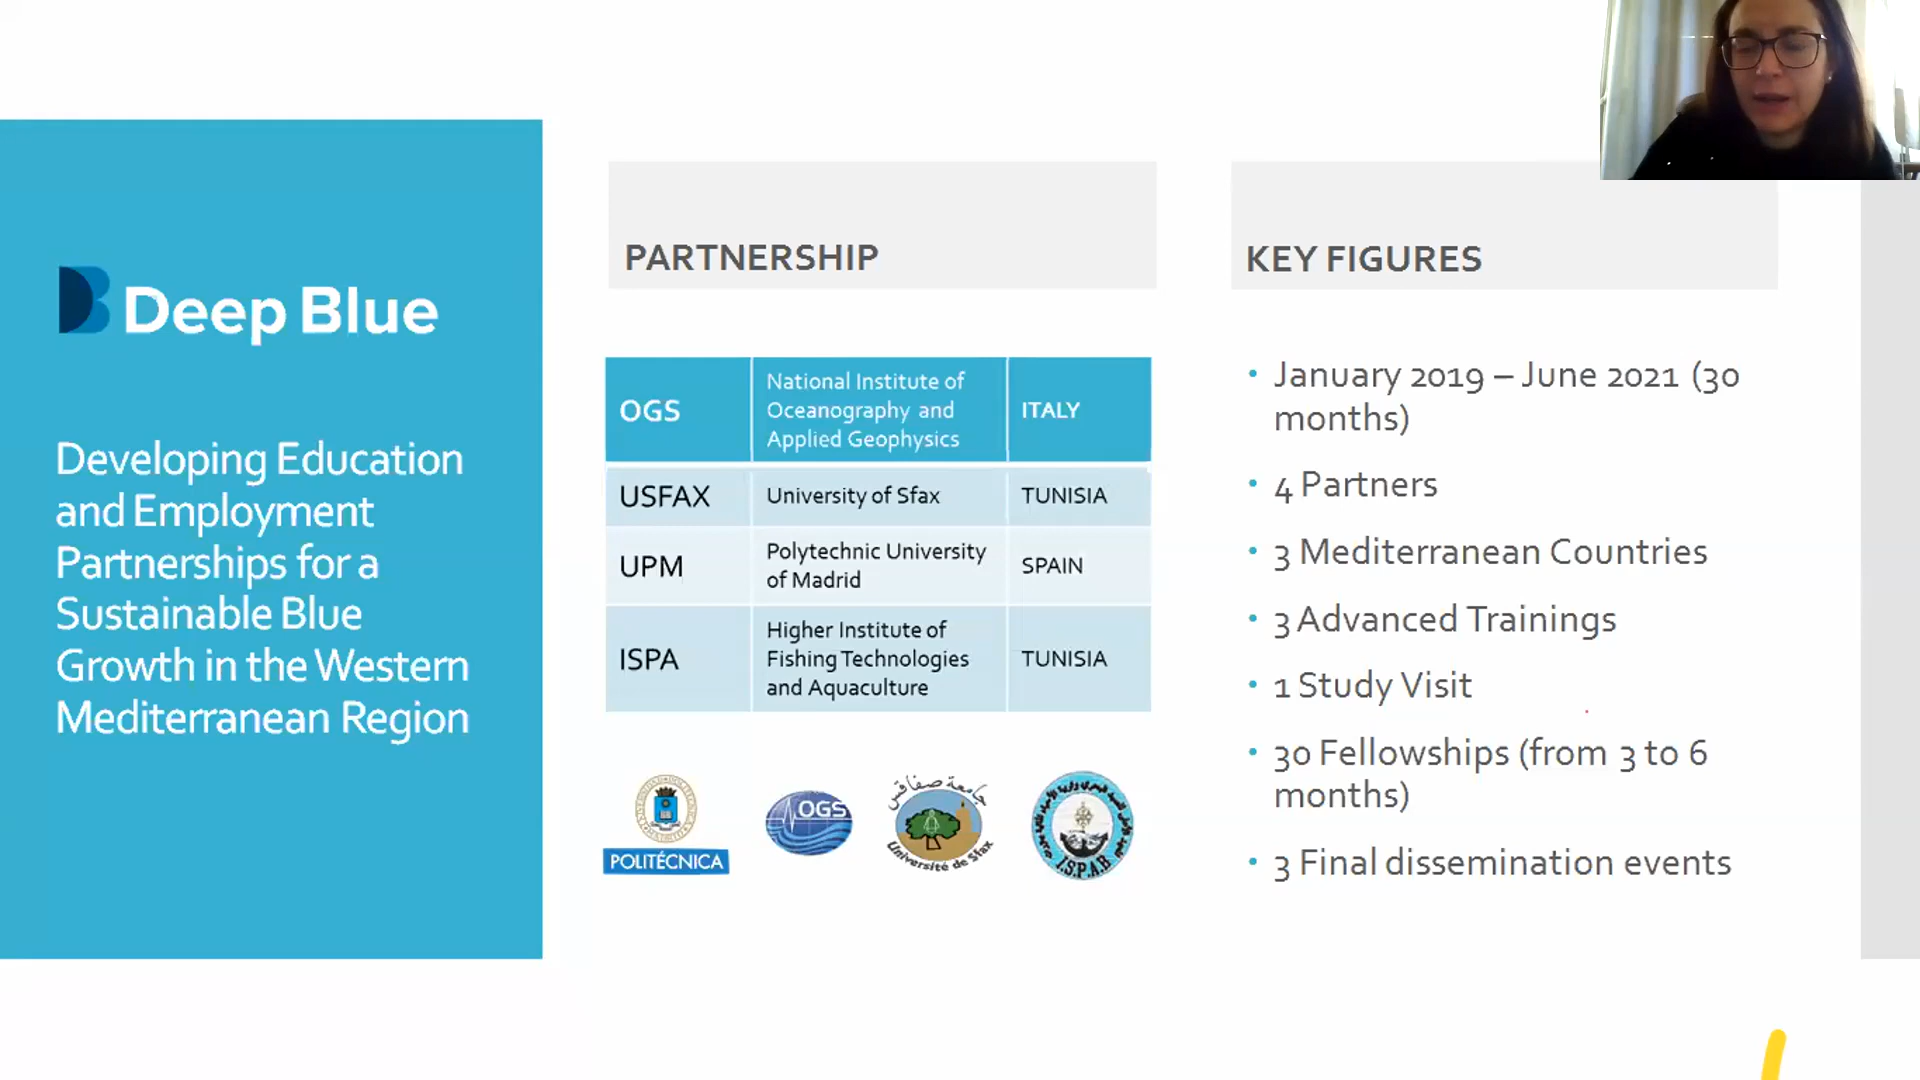 Deep Blue
Developing Education
and Employment
Partnerships for a
Sustainable Blue
Growth in the Western
Mediterranean Region
PARTNERSHIP
OGS
National Institute of
Oceanography and
Applied Geophysics
ITALY
USFAX
University of Sfax
TUNISIA
UPM
Polytechnic University
of Madrid
SPAIN
ISPA
Higher Institute of
Fishing Technologies
and Aquaculture
TUNISIA
POLITÉCNICA
OGS
جامعة صفاقس
Université de Sfax
I.S.P.A.B
KEY FIGURES
• January 2019 – June 2021 (30
months)
• 4 Partners
• 3 Mediterranean Countries
• 3 Advanced Trainings
• 1 Study Visit
• 30 Fellowships (from 3 to 6
months)
• 3 Final dissemination events